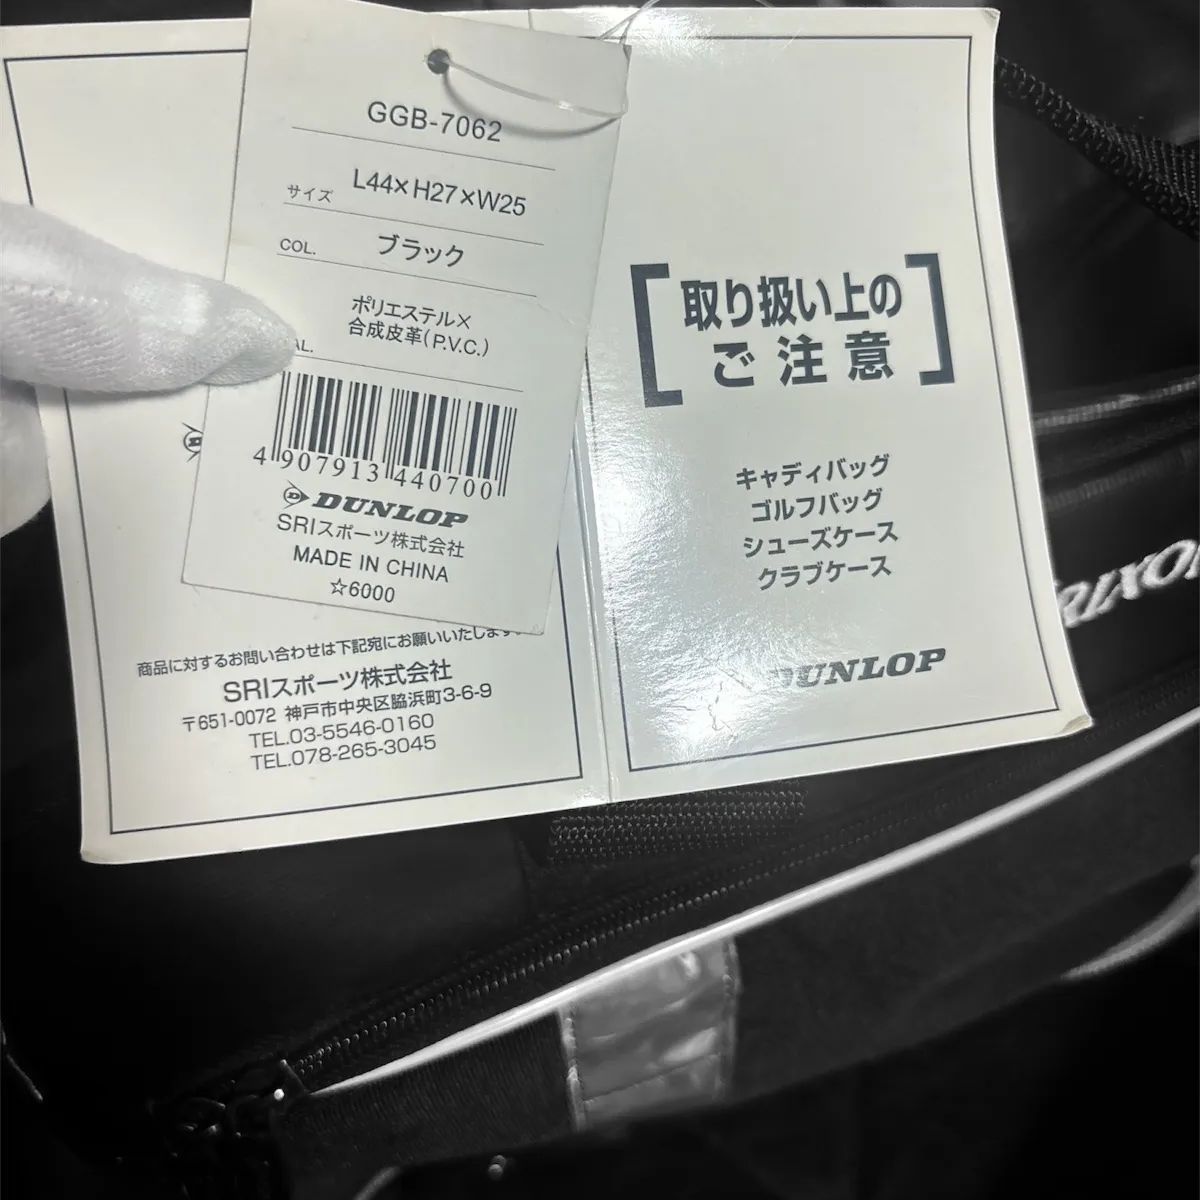 GGB-7062
サイズ L44×H27×W25
COL. ブラック
ポリエステル×
合成皮革(P.V.C.)
4 907913 440700
DUNLOP
SRIスポーツ株式会社
MADE IN CHINA
☆6000
商品に対するお問い合わせは下記宛にお願いいたします
SRIスポーツ株式会社
〒651-0072 神戸市中央区脇浜町3-6-9
TEL.03-5546-0160
TEL.078-265-3045
取り扱い上の
ご注意
キャディバッグ
ゴルフバッグ
シューズケース
クラブケース
DUNLOP